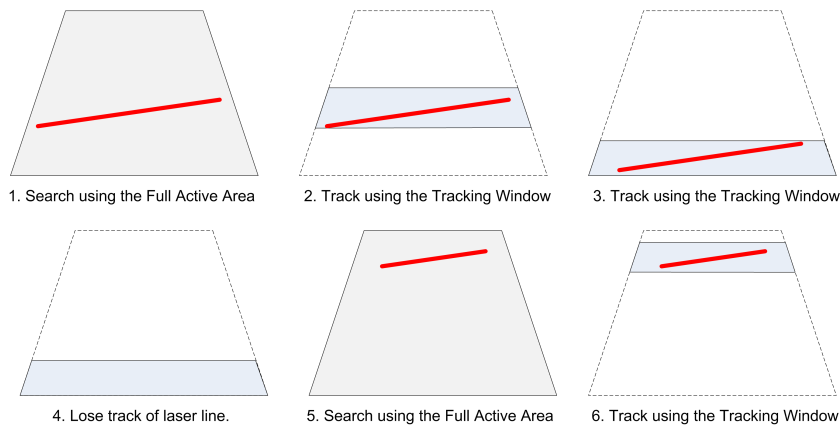 1. Search using the Full Active Area
2. Track using the Tracking Window
3. Track using the Tracking Window
4. Lose track of laser line.
5. Search using the Full Active Area
6. Track using the Tracking Window